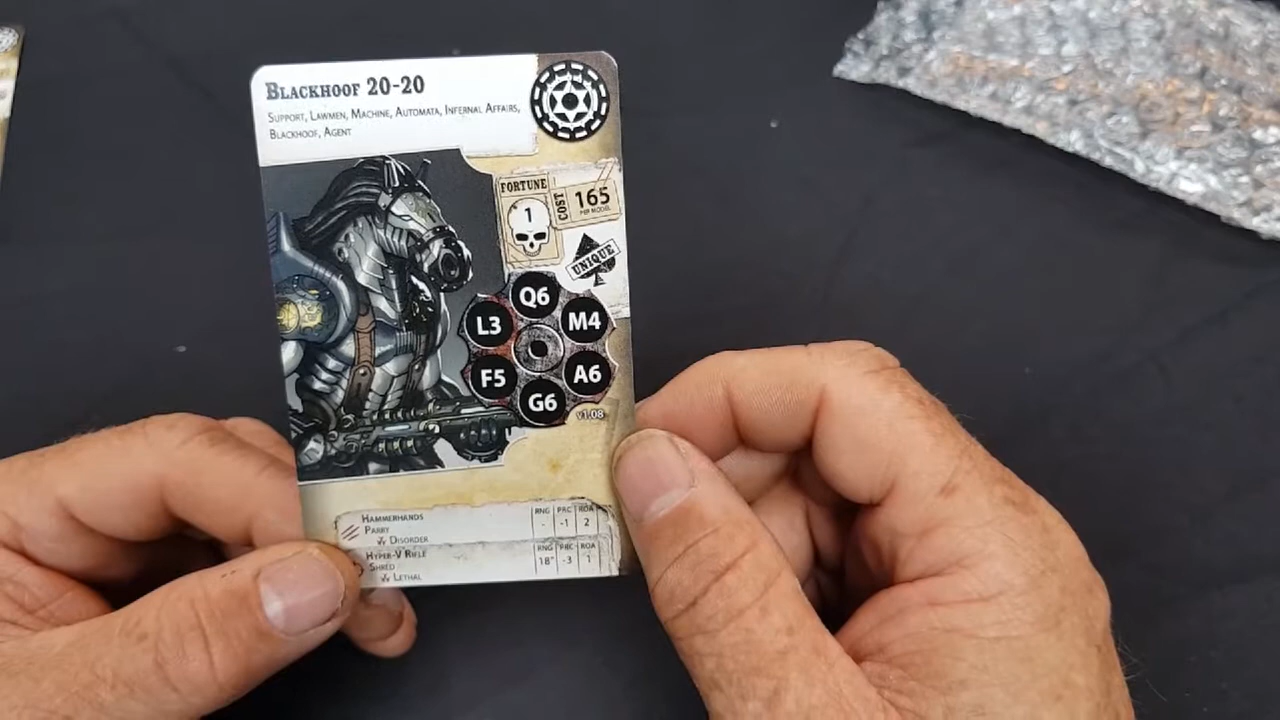 Blackhoof 20-20
Support, Lawmen, Machine, Automata, Infernal Affairs,
Blackhoof, Agent
FORTUNE
1
COST
165
PER MODEL
UNIQUE
Q6
L3
M4
F5
A6
G6
v1.08
Hammerhands
RNG PRC ROA
Parry
- -1 2
Disorder
Hyper-V Rifle
RNG PRC ROA
Shred
18" -3 1
Lethal